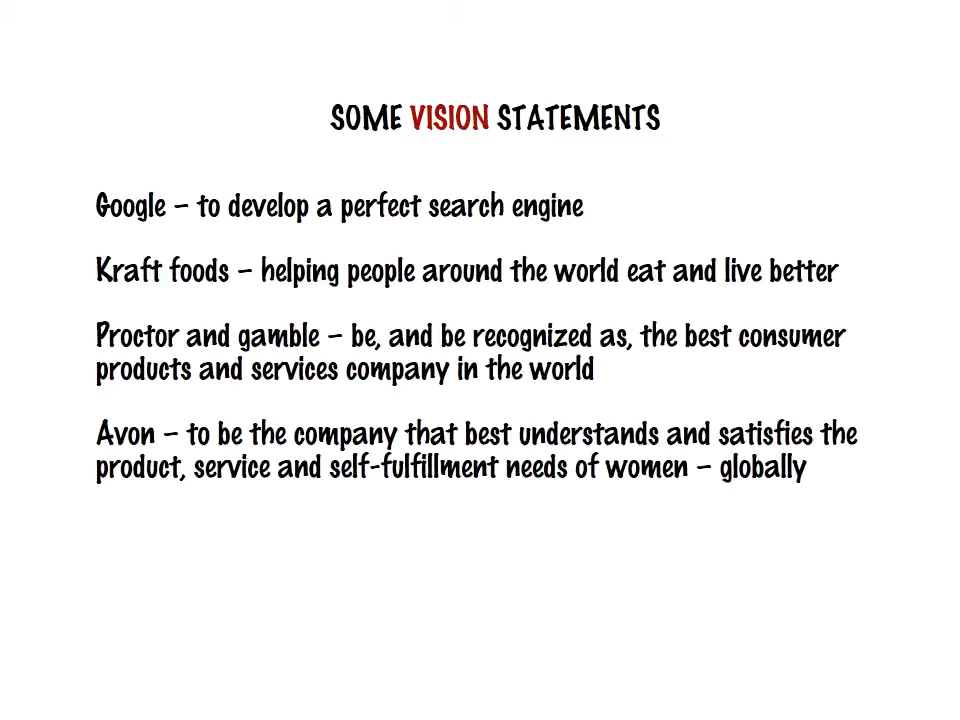 SOME VISION STATEMENTS
Google – to develop a perfect search engine
Kraft foods – helping people around the world eat and live better
Proctor and gamble – be, and be recognized as, the best consumer
products and services company in the world
Avon – to be the company that best understands and satisfies the
product, service and self-fulfillment needs of women – globally